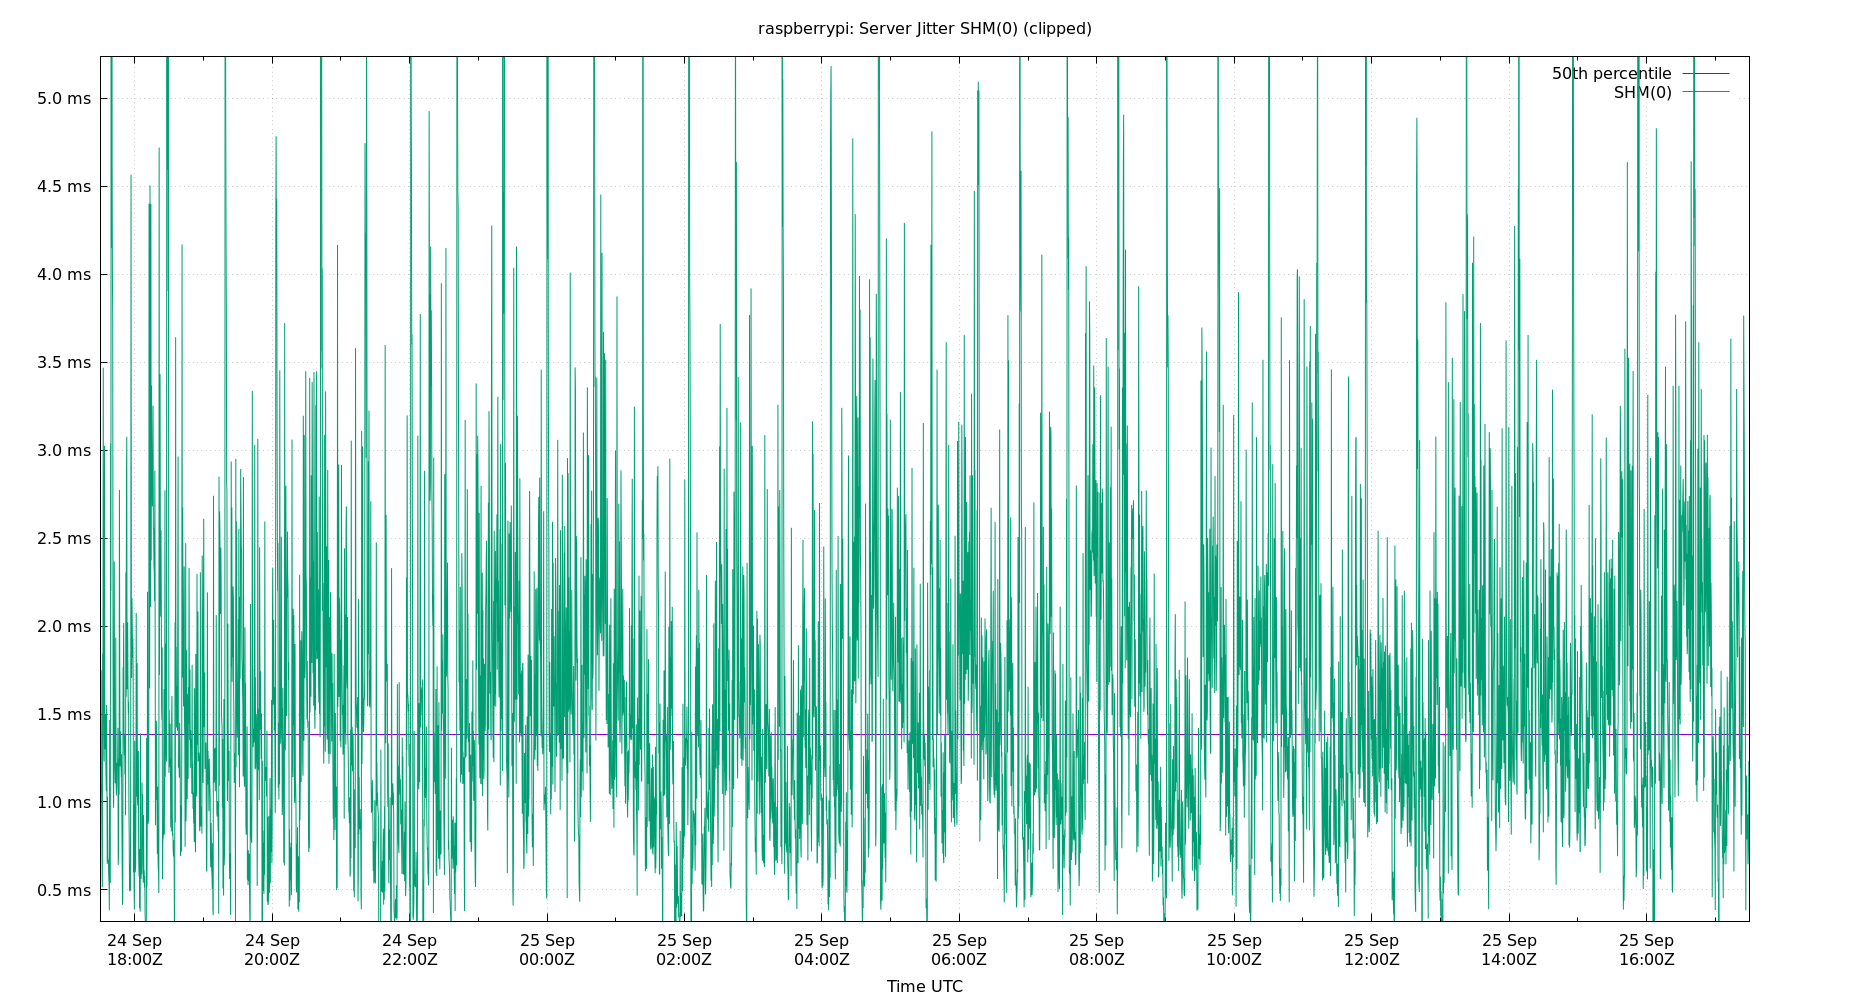 raspberrypi: Server Jitter SHM(0) (clipped)
50th percentile
SHM(0)
5.0 ms
4.5 ms
4.0 ms
3.5 ms
3.0 ms
2.5 ms
2.0 ms
1.5 ms
1.0 ms
0.5 ms
24 Sep 24 Sep 24 Sep 25 Sep 25 Sep 25 Sep 25 Sep 25 Sep 25 Sep 25 Sep 25 Sep 25 Sep
18:00Z 20:00Z 22:00Z 00:00Z 02:00Z 04:00Z 06:00Z 08:00Z 10:00Z 12:00Z 14:00Z 16:00Z
Time UTC